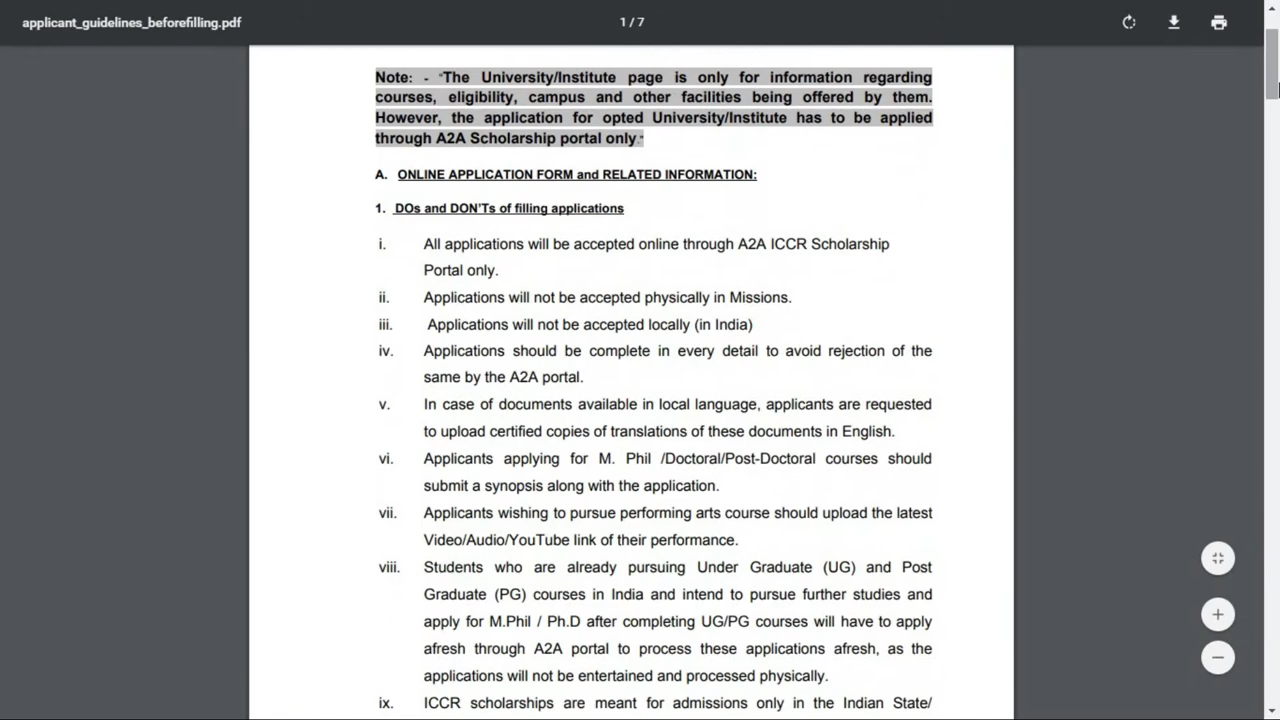 applicant_guidelines_beforefilling.pdf
1 / 7
Note: - "The University/Institute page is only for information regarding
courses, eligibility, campus and other facilities being offered by them.
However, the application for opted University/Institute has to be applied
through A2A Scholarship portal only."
A. ONLINE APPLICATION FORM and RELATED INFORMATION:
1. DOs and DON'Ts of filling applications
i. All applications will be accepted online through A2A ICCR Scholarship
Portal only.
ii. Applications will not be accepted physically in Missions.
iii. Applications will not be accepted locally (in India)
iv. Applications should be complete in every detail to avoid rejection of the
same by the A2A portal.
v. In case of documents available in local language, applicants are requested
to upload certified copies of translations of these documents in English.
vi. Applicants applying for M. Phil /Doctoral/Post-Doctoral courses should
submit a synopsis along with the application.
vii. Applicants wishing to pursue performing arts course should upload the latest
Video/Audio/YouTube link of their performance.
viii. Students who are already pursuing Under Graduate (UG) and Post
Graduate (PG) courses in India and intend to pursue further studies and
apply for M.Phil / Ph.D after completing UG/PG courses will have to apply
afresh through A2A portal to process these applications afresh, as the
applications will not be entertained and processed physically.
ix. ICCR scholarships are meant for admissions only in the Indian State/